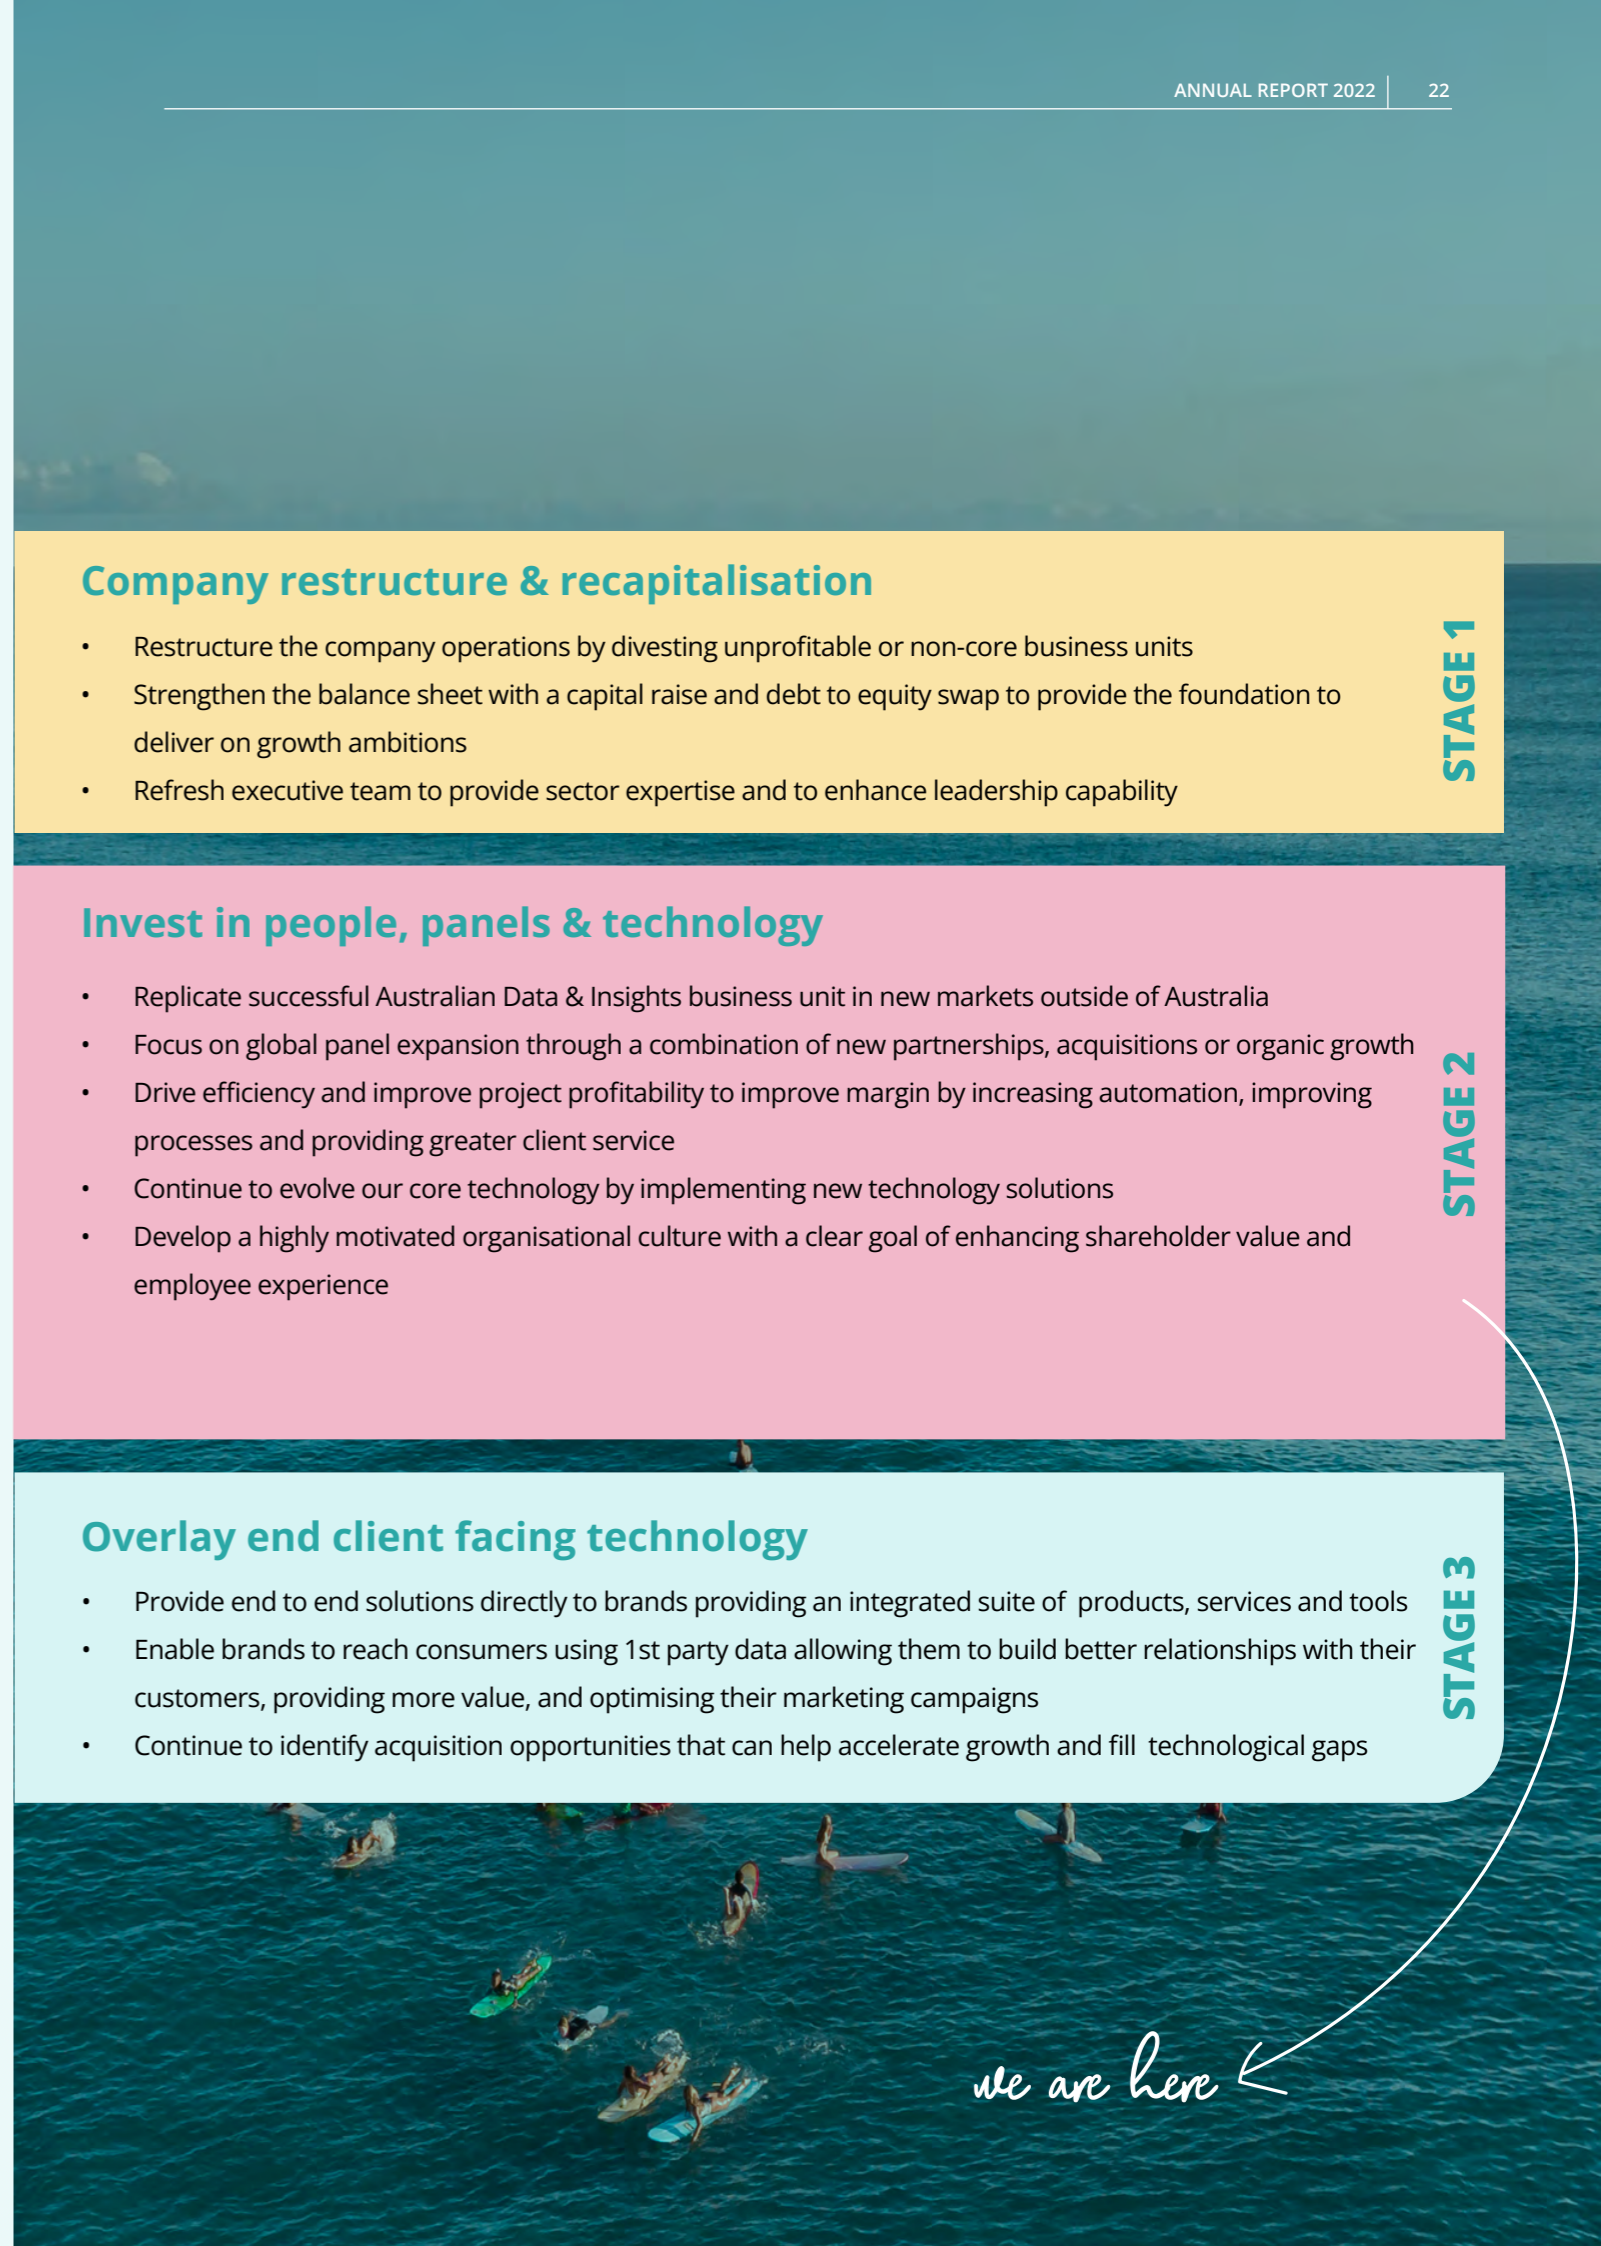 ANNUAL REPORT 2022 22
Company restructure & recapitalisation
• Restructure the company operations by divesting unprofitable or non-core business units
• Strengthen the balance sheet with a capital raise and debt to equity swap to provide the foundation to
deliver on growth ambitions
• Refresh executive team to provide sector expertise and to enhance leadership capability
STAGE 1
Invest in people, panels & technology
• Replicate successful Australian Data & Insights business unit in new markets outside of Australia
• Focus on global panel expansion through a combination of new partnerships, acquisitions or organic growth
• Drive efficiency and improve project profitability to improve margin by increasing automation, improving
processes and providing greater client service
• Continue to evolve our core technology by implementing new technology solutions
• Develop a highly motivated organisational culture with a clear goal of enhancing shareholder value and
employee experience
STAGE 2
Overlay end client facing technology
• Provide end to end solutions directly to brands providing an integrated suite of  products, services and tools
• Enable brands to reach consumers using 1st party data allowing them to build better relationships with their
customers, providing more value, and optimising their marketing campaigns
• Continue to identify acquisition opportunities that can help accelerate growth and fill  technological gaps
STAGE 3
we are here